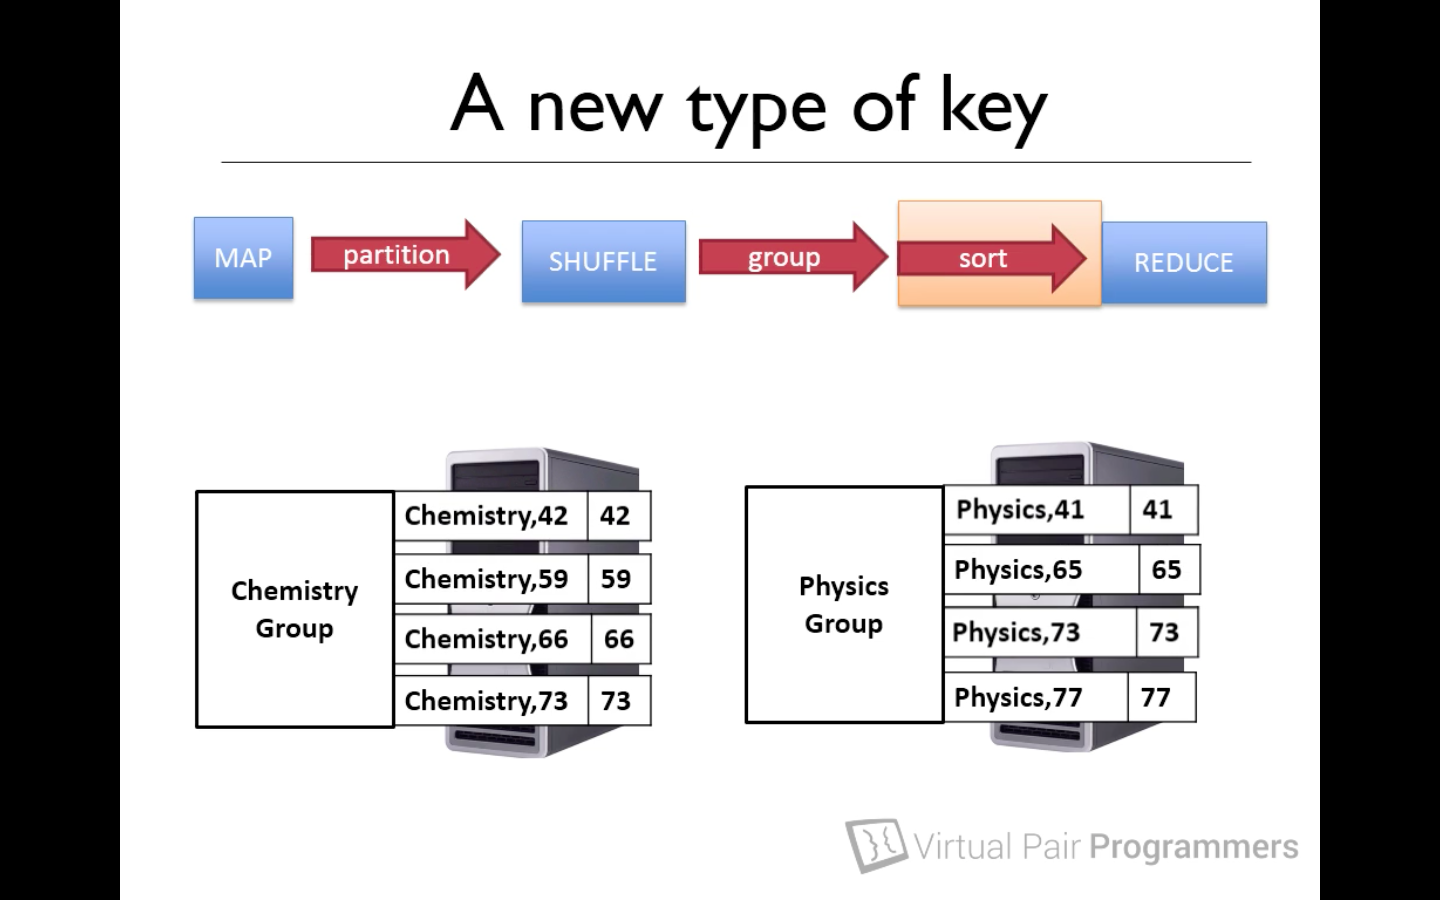 A new type of key
MAP
partition
SHUFFLE
group
sort
REDUCE
Chemistry
Group
Chemistry,42 42
Chemistry,59 59
Chemistry,66 66
Chemistry,73 73
Physics
Group
Physics,41 41
Physics,65 65
Physics,73 73
Physics,77 77
Virtual Pair Programmers